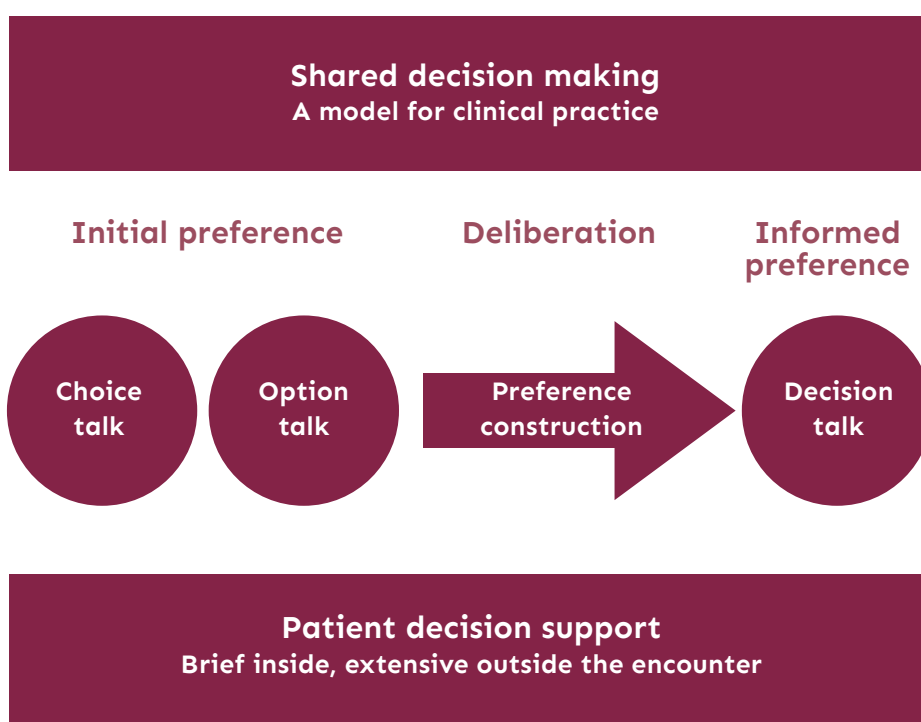 Shared decision making
A model for clinical practice
Initial preference
Deliberation
Informed
preference
Choice
talk
Option
talk
Preference
construction
Decision
talk
Patient decision support
Brief inside, extensive outside the encounter